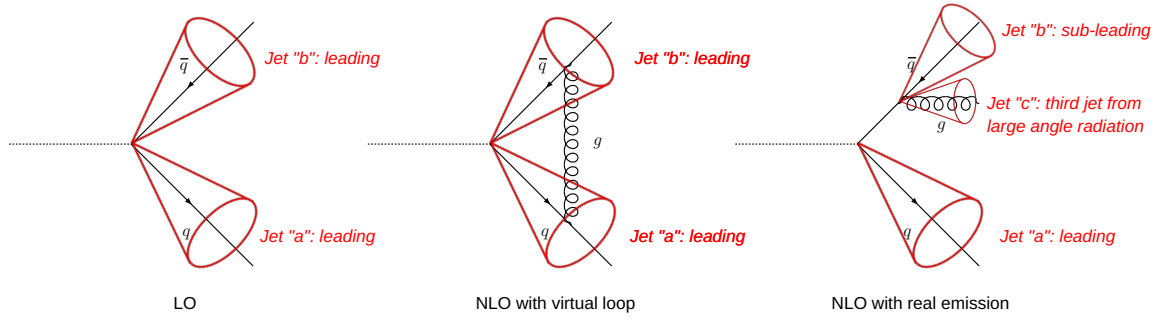 Jet "b": leading
q̅
q
Jet "a": leading
LO
Jet "b": leading
q̅
g
q
Jet "a": leading
NLO with virtual loop
Jet "b": sub-leading
q̅
Jet "c": third jet from
large angle radiation
g
q
Jet "a": leading
NLO with real emission